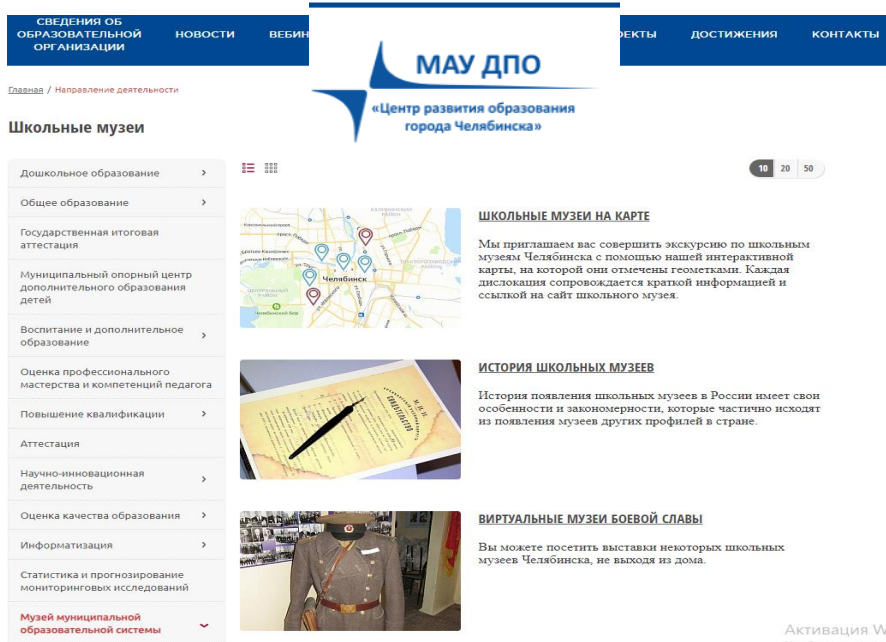 СВЕДЕНИЯ ОБ
ОБРАЗОВАТЕЛЬНОЙ
ОРГАНИЗАЦИИ
НОВОСТИ
ВЕБИН
ЕКТЫ
ДОСТИЖЕНИЯ
КОНТАКТЫ
МАУ ДПО
«Центр развития образования
города Челябинска»
Главная / Направление деятельности
Школьные музеи
10 20 50
Дошкольное образование
Общее образование
Государственная итоговая
аттестация
Муниципальный опорный центр
дополнительного образования
детей
Воспитание и дополнительное
образование
Оценка профессионального
мастерства и компетенций педагога
Повышение квалификации
Аттестация
Научно-инновационная
деятельность
Оценка качества образования
Информатизация
Статистика и прогнозирование
мониторинговых исследований
Музей муниципальной
образовательной системы
Челябинск
ШКОЛЬНЫЕ МУЗЕИ НА КАРТЕ
Мы приглашаем вас совершить экскурсию по школьным
музеям Челябинска с помощью нашей интерактивной
карты, на которой они отмечены геометками. Каждая
дислокация сопровождается краткой информацией и
ссылкой на сайт школьного музея.
ИСТОРИЯ ШКОЛЬНЫХ МУЗЕЕВ
История появления школьных музеев в России имеет свои
особенности и закономерности, которые частично исходят
из появления музеев других профилей в стране.
ВИРТУАЛЬНЫЕ МУЗЕИ БОЕВОЙ СЛАВЫ
Вы можете посетить выставки некоторых школьных
музеев Челябинска, не выходя из дома.
Активация W